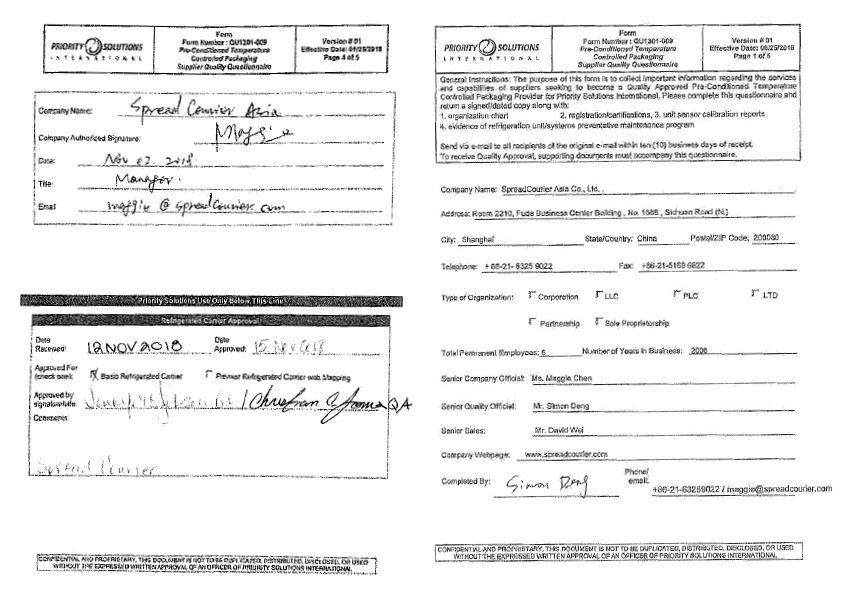 PRIORITY SOLUTIONS
INTERNATIONAL
Form
Form Number : QU1301-009
Pre-Conditioned Temperature
Controlled Packaging
Supplier Quality Questionnaire
Version # 01
Effective Date: 06/25/2018
Page 4 of 5
Company Name: Spread Courier Asia
Company Authorized Signature: Maggie
Date: Nov 02. 2018.
Title: Manager.
Email maggie @ spreadcourier.com
Priority Solutions Use Only Below This Line
Refrigerated Carrier Approval
Date Received: 12NOV2018 Date Approved: 15 Nov 2018
Approved For (check one): Basic Refrigerated Carrier Premier Refrigerated Carrier with Mapping
Approved by signature/title: QA
Comments:
Spread Courier
CONFIDENTIAL AND PROPRIETARY, THIS DOCUMENT IS NOT TO BE DUPLICATED, DISTRIBUTED, DISCLOSED, OR USED
WITHOUT THE EXPRESSED WRITTEN APPROVAL OF AN OFFICER OF PRIORITY SOLUTIONS INTERNATIONAL
PRIORITY SOLUTIONS
INTERNATIONAL
Form
Form Number : QU1301-009
Pre-Conditioned Temperature
Controlled Packaging
Supplier Quality Questionnaire
Version # 01
Effective Date: 06/25/2018
Page 1 of 5
General Instructions: The purpose of this form is to collect important information regarding the services
and capabilities of suppliers seeking to become a Quality Approved Pre-Conditioned Temperature
Controlled Packaging Provider for Priority Solutions International. Please complete this questionnaire and
return a signed/dated copy along with:
1. organization chart 2. registration/certifications, 3. unit sensor calibration reports
4. evidence of refrigeration unit/systems preventative maintenance program
Send via e-mail to all recipients of the original e-mail within ten (10) business days of receipt.
To receive Quality Approval, supporting documents must accompany this questionnaire.
Company Name: SpreadCourier Asia Co., Ltd.
Address: Room 2210, Fude Business Center Building , No. 1688 , Sichuan Road (N.)
City: Shanghai State/Country: China Postal/ZIP Code: 200080
Telephone: +86-21- 6325 9022 Fax: +86-21-5168 6822
Type of Organization: Corporation LLC PLC LTD
Partnership Sole Proprietorship
Total Permanent Employees: 6 Number of Years in Business: 2006
Senior Company Official: Ms. Maggie Chen
Senior Quality Official: Mr. Simon Deng
Senior Sales: Mr. David Wei
Company Webpage: www.spreadcourier.com
Completed By: Simon Deng Phone/ email: +86-21-63259022 / maggie@spreadcourier.com
CONFIDENTIAL AND PROPRIETARY, THIS DOCUMENT IS NOT TO BE DUPLICATED, DISTRIBUTED, DISCLOSED, OR USED
WITHOUT THE EXPRESSED WRITTEN APPROVAL OF AN OFFICER OF PRIORITY SOLUTIONS INTERNATIONAL